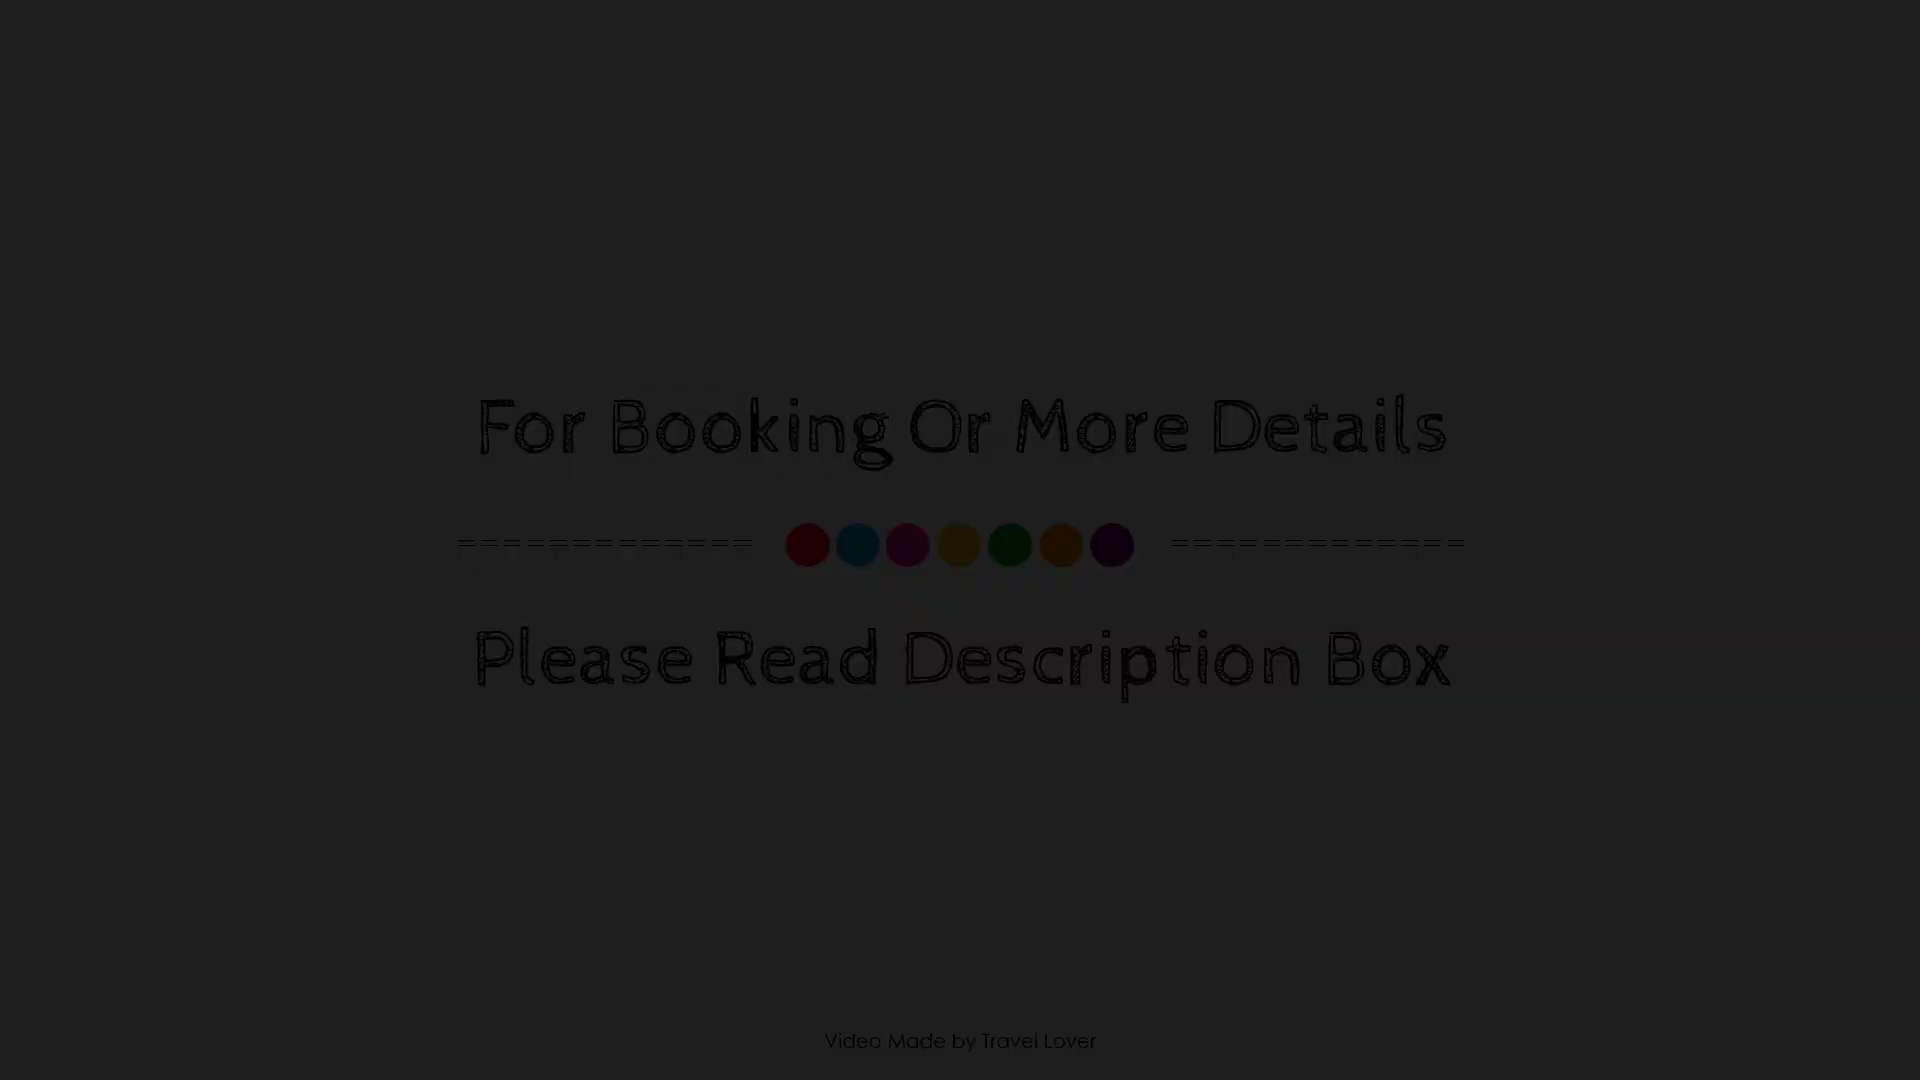 For Booking Or More Details
============= =============
Please Read Description Box
Video Made by Travel Lover